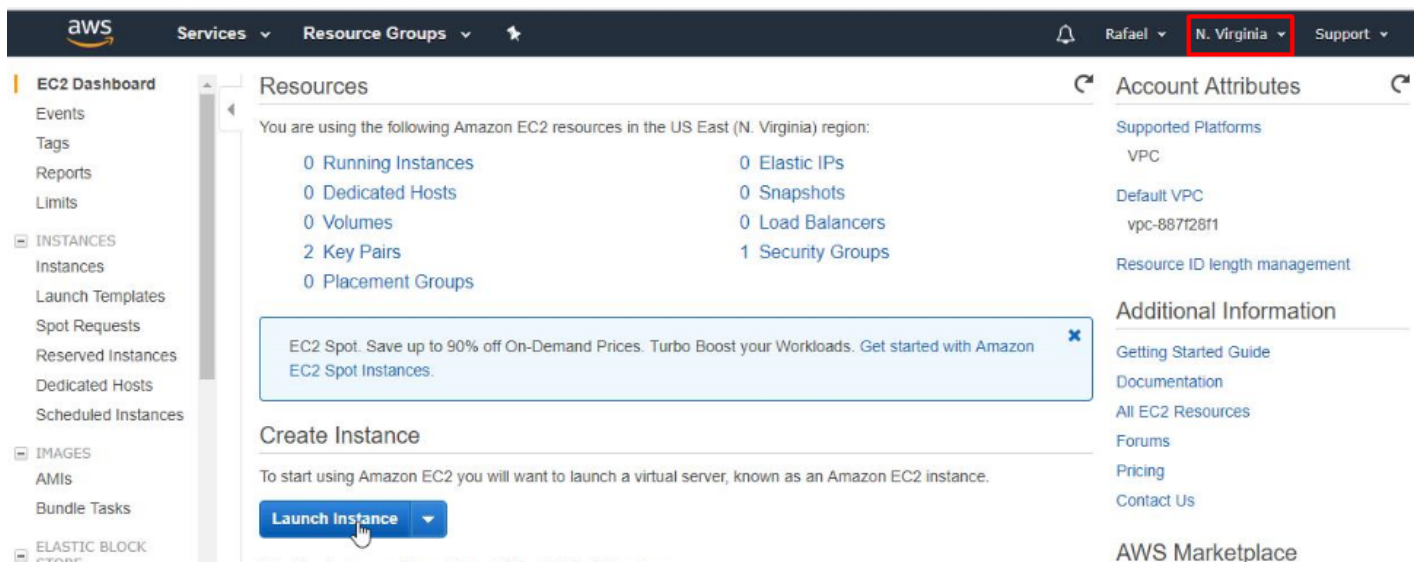 aws Services Resource Groups Rafael N. Virginia Support
EC2 Dashboard
Events
Tags
Reports
Limits
INSTANCES
Instances
Launch Templates
Spot Requests
Reserved Instances
Dedicated Hosts
Scheduled Instances
IMAGES
AMIs
Bundle Tasks
ELASTIC BLOCK
STORE
Resources
You are using the following Amazon EC2 resources in the US East (N. Virginia) region:
0 Running Instances 0 Elastic IPs
0 Dedicated Hosts 0 Snapshots
0 Volumes 0 Load Balancers
2 Key Pairs 1 Security Groups
0 Placement Groups
EC2 Spot. Save up to 90% off On-Demand Prices. Turbo Boost your Workloads. Get started with Amazon
EC2 Spot Instances.
Create Instance
To start using Amazon EC2 you will want to launch a virtual server, known as an Amazon EC2 instance.
Launch Instance
Account Attributes
Supported Platforms
VPC
Default VPC
vpc-887f28f1
Resource ID length management
Additional Information
Getting Started Guide
Documentation
All EC2 Resources
Forums
Pricing
Contact Us
AWS Marketplace